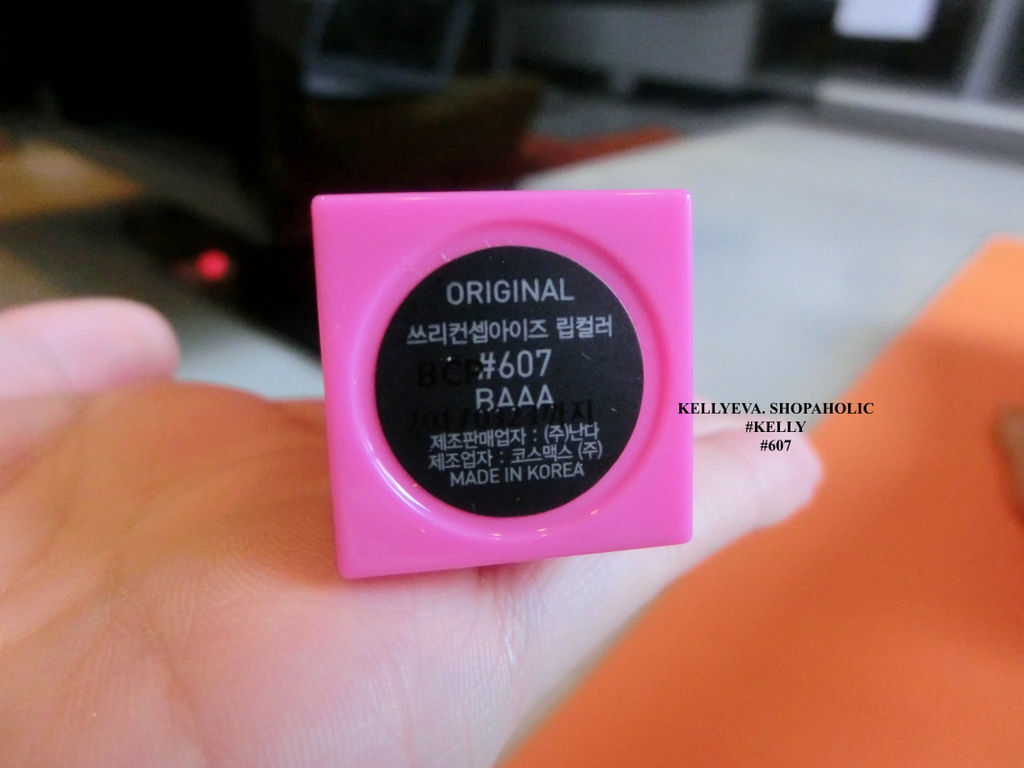 ORIGINAL
쓰리컨셉아이즈 립컬러
#607
BAAA
제조판매업자 : (주)난다
제조업자 : 코스맥스 (주)
MADE IN KOREA
KELLYEVA. SHOPAHOLIC
#KELLY
#607